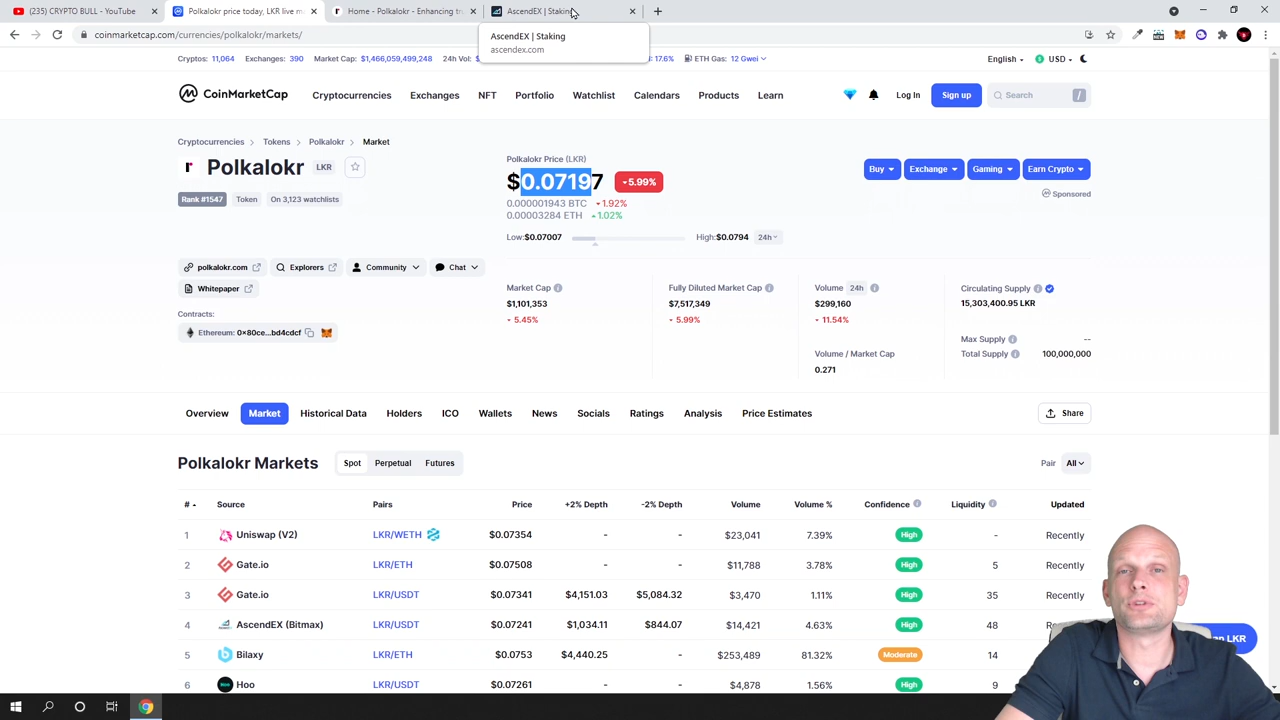 (235) CRYPTO BULL - YouTube
Polkalokr price today, LKR live m
Home - Polkalokr - Enhancing tr
AscendEX | Staking
coinmarketcap.com/currencies/polkalokr/markets/
AscendEX | Staking
ascendex.com
Cryptos: 11,064 Exchanges: 390 Market Cap: $1,466,059,499,248 24h Vol: 17.6% ETH Gas: 12 Gwei
English USD
CoinMarketCap
Cryptocurrencies Exchanges NFT Portfolio Watchlist Calendars Products Learn
Log In Sign up Search /
Cryptocurrencies > Tokens > Polkalokr > Market
Polkalokr LKR
Rank #1547 Token On 3,123 watchlists
Polkalokr Price (LKR)
$0.07197 5.99%
0.000001943 BTC 1.92%
0.00003284 ETH 1.02%
Low: $0.07007 High: $0.0794 24h
Buy Exchange Gaming Earn Crypto
Sponsored
polkalokr.com Explorers Community Chat
Whitepaper
Contracts:
Ethereum: 0x80ce...bd4cdcf
Market Cap
$1,101,353
5.45%
Fully Diluted Market Cap
$7,517,349
5.99%
Volume 24h
$299,160
11.54%
Volume / Market Cap
0.271
Circulating Supply
15,303,400.95 LKR
Max Supply --
Total Supply 100,000,000
Overview Market Historical Data Holders ICO Wallets News Socials Ratings Analysis Price Estimates
Share
Polkalokr Markets Spot Perpetual Futures
Pair All
# Source Pairs Price +2% Depth -2% Depth Volume Volume % Confidence Liquidity Updated
1 Uniswap (V2) LKR/WETH $0.07354 - - $23,041 7.39% High - Recently
2 Gate.io LKR/ETH $0.07508 - - $11,788 3.78% High 5 Recently
3 Gate.io LKR/USDT $0.07341 $4,151.03 $5,084.32 $3,470 1.11% High 35 Recently
4 AscendEX (Bitmax) LKR/USDT $0.07241 $1,034.11 $844.07 $14,421 4.63% High 48
5 Bilaxy LKR/ETH $0.0753 $4,440.25 - $253,489 81.32% Moderate 14
6 Hoo LKR/USDT $0.07261 - - $4,878 1.56% High 9
LKR